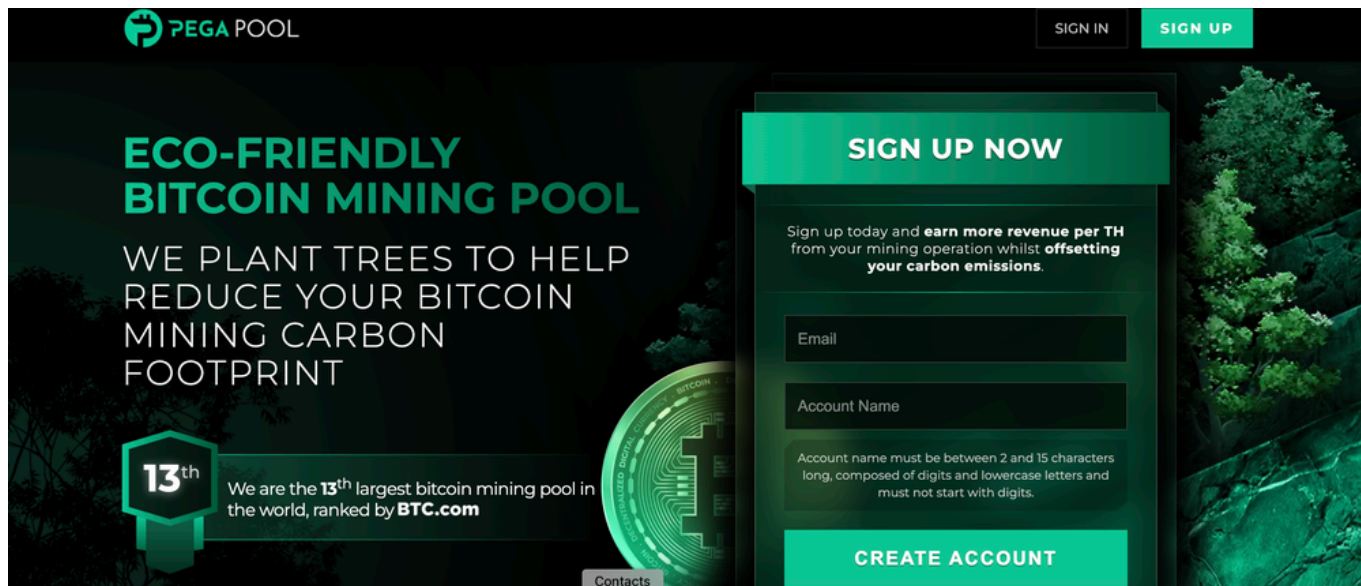 PEGA POOL
SIGN IN
SIGN UP
ECO-FRIENDLY
BITCOIN MINING POOL
WE PLANT TREES TO HELP
REDUCE YOUR BITCOIN
MINING CARBON
FOOTPRINT
13th
We are the 13th largest bitcoin mining pool in
the world, ranked by BTC.com
BITCOIN
DECENTRALIZED DIGITAL CURRENCY
SIGN UP NOW
Sign up today and earn more revenue per TH
from your mining operation whilst offsetting
your carbon emissions.
Email
Account Name
Account name must be between 2 and 15 characters
long, composed of digits and lowercase letters and
must not start with digits.
CREATE ACCOUNT
Contacts